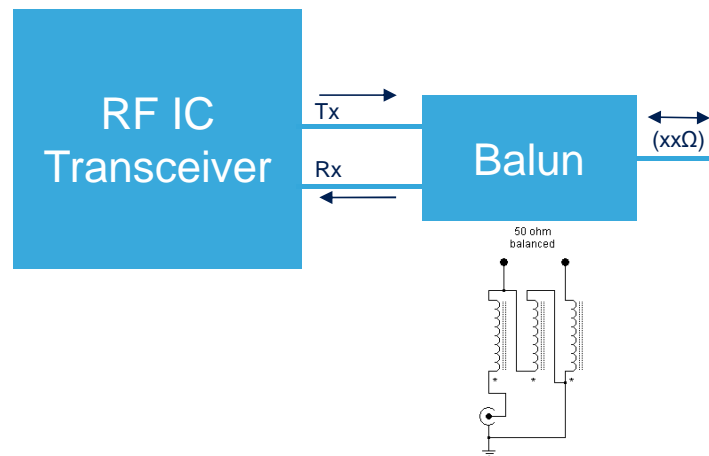 RF IC
Transceiver
Tx
Rx
Balun
(xxΩ)
50 ohm
balanced
* * *